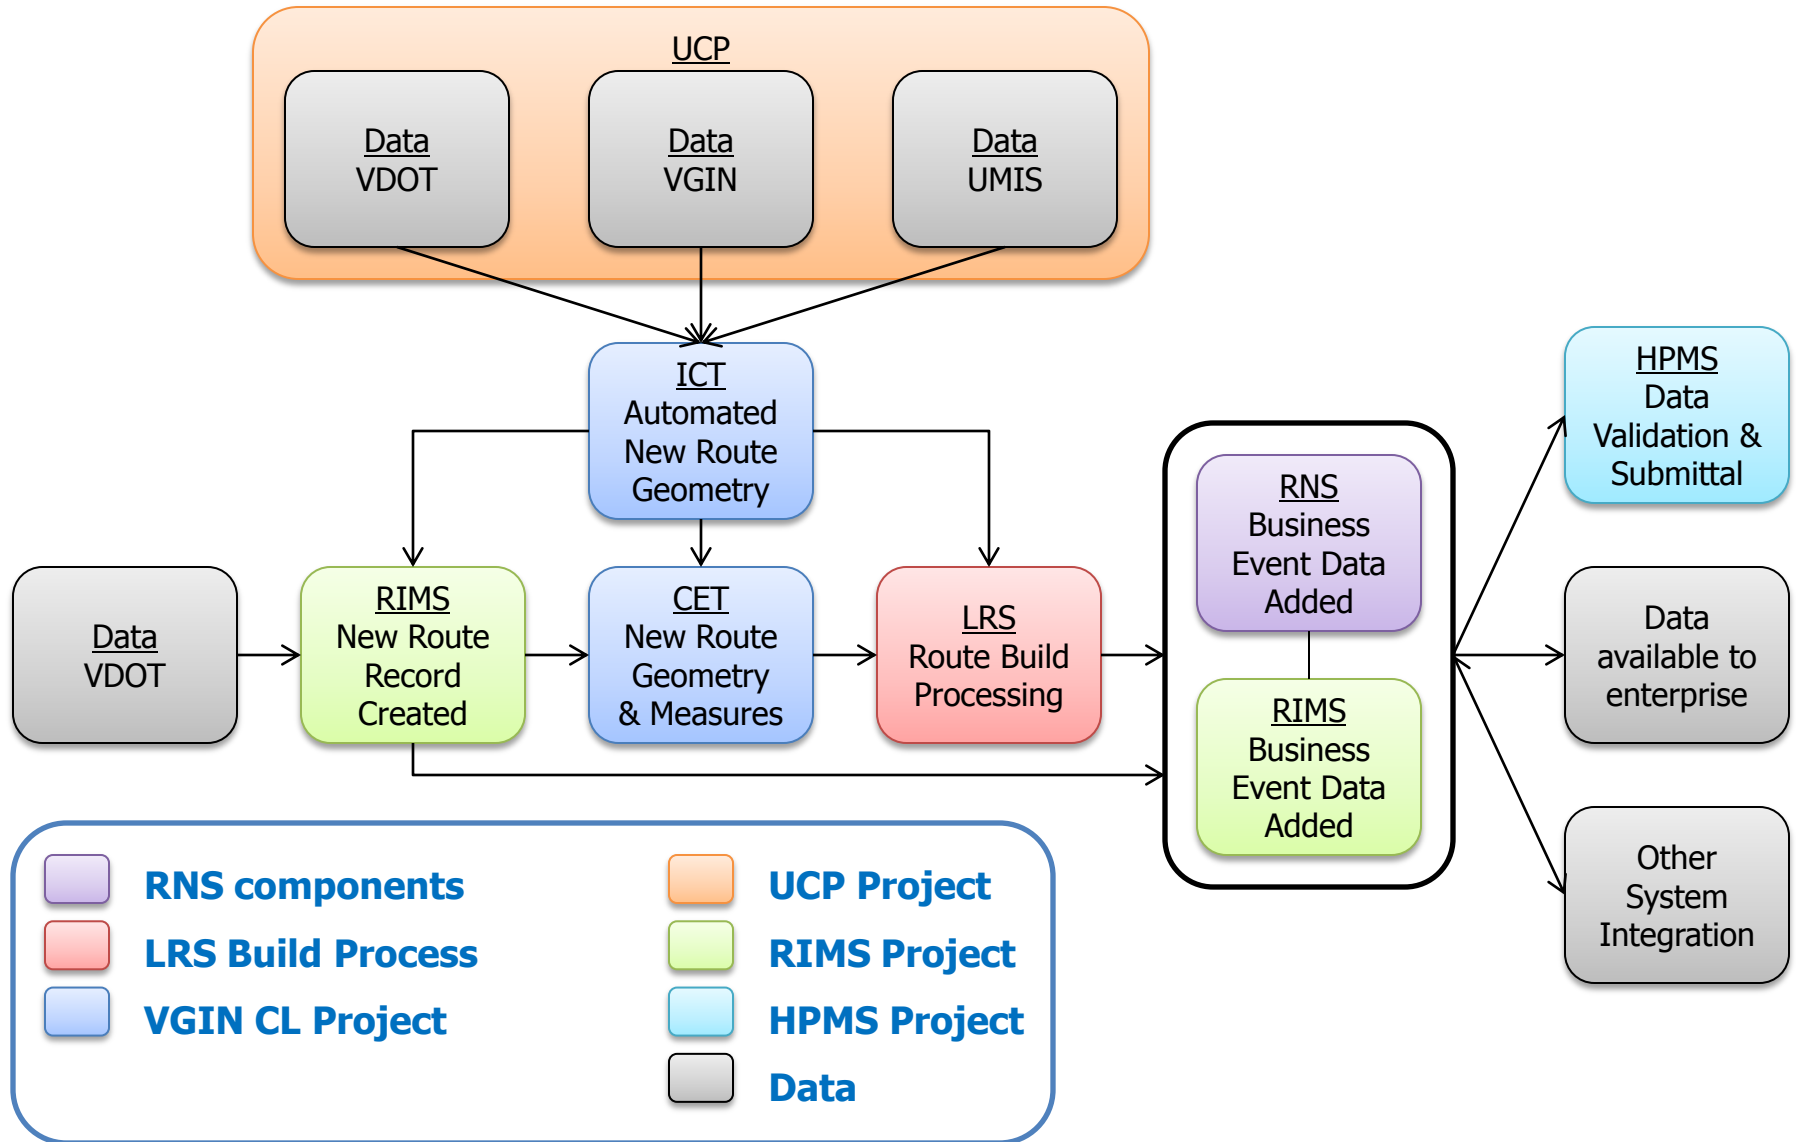 UCP
Data
VDOT
Data
VGIN
Data
UMIS
ICT
Automated
New Route
Geometry
HPMS
Data
Validation &
Submittal
Data
VDOT
RIMS
New Route
Record
Created
CET
New Route
Geometry
& Measures
LRS
Route Build
Processing
RNS
Business
Event Data
Added
RIMS
Business
Event Data
Added
Data
available to
enterprise
Other
System
Integration
RNS components
LRS Build Process
VGIN CL Project
UCP Project
RIMS Project
HPMS Project
Data